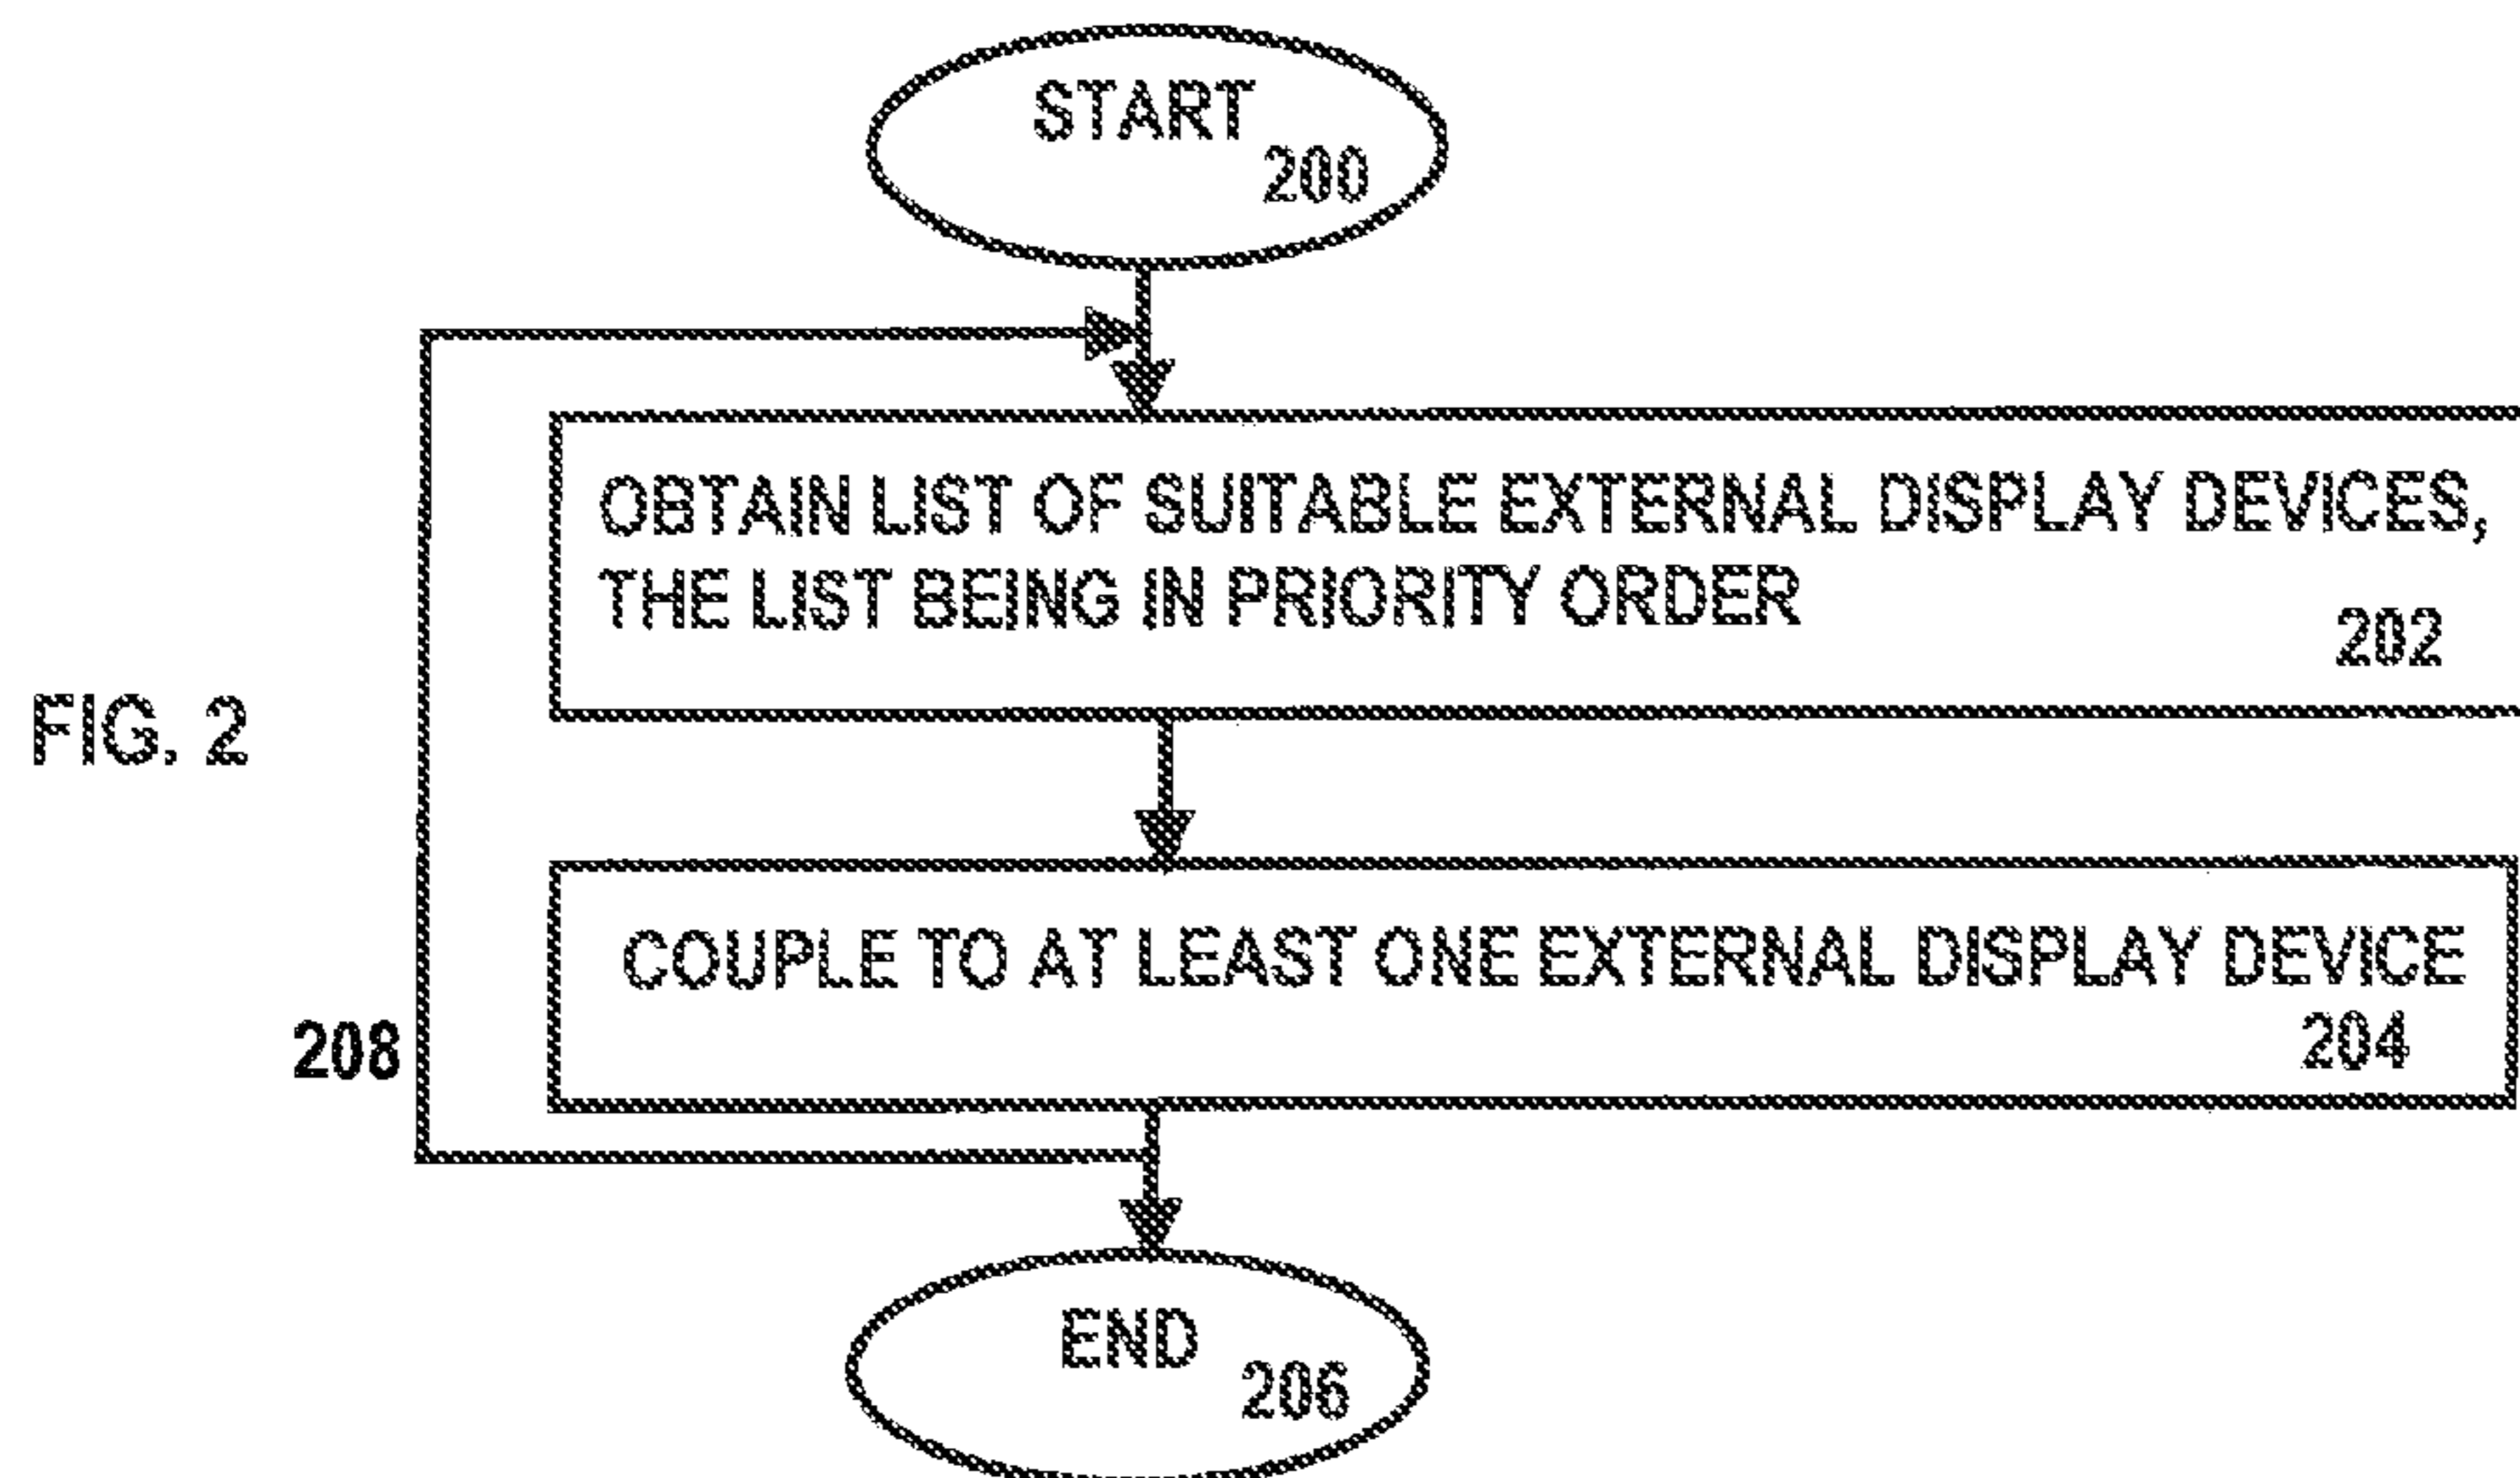 START
200
OBTAIN LIST OF SUITABLE EXTERNAL DISPLAY DEVICES,
THE LIST BEING IN PRIORITY ORDER
202
FIG. 2
COUPLE TO AT LEAST ONE EXTERNAL DISPLAY DEVICE
204
208
END
206